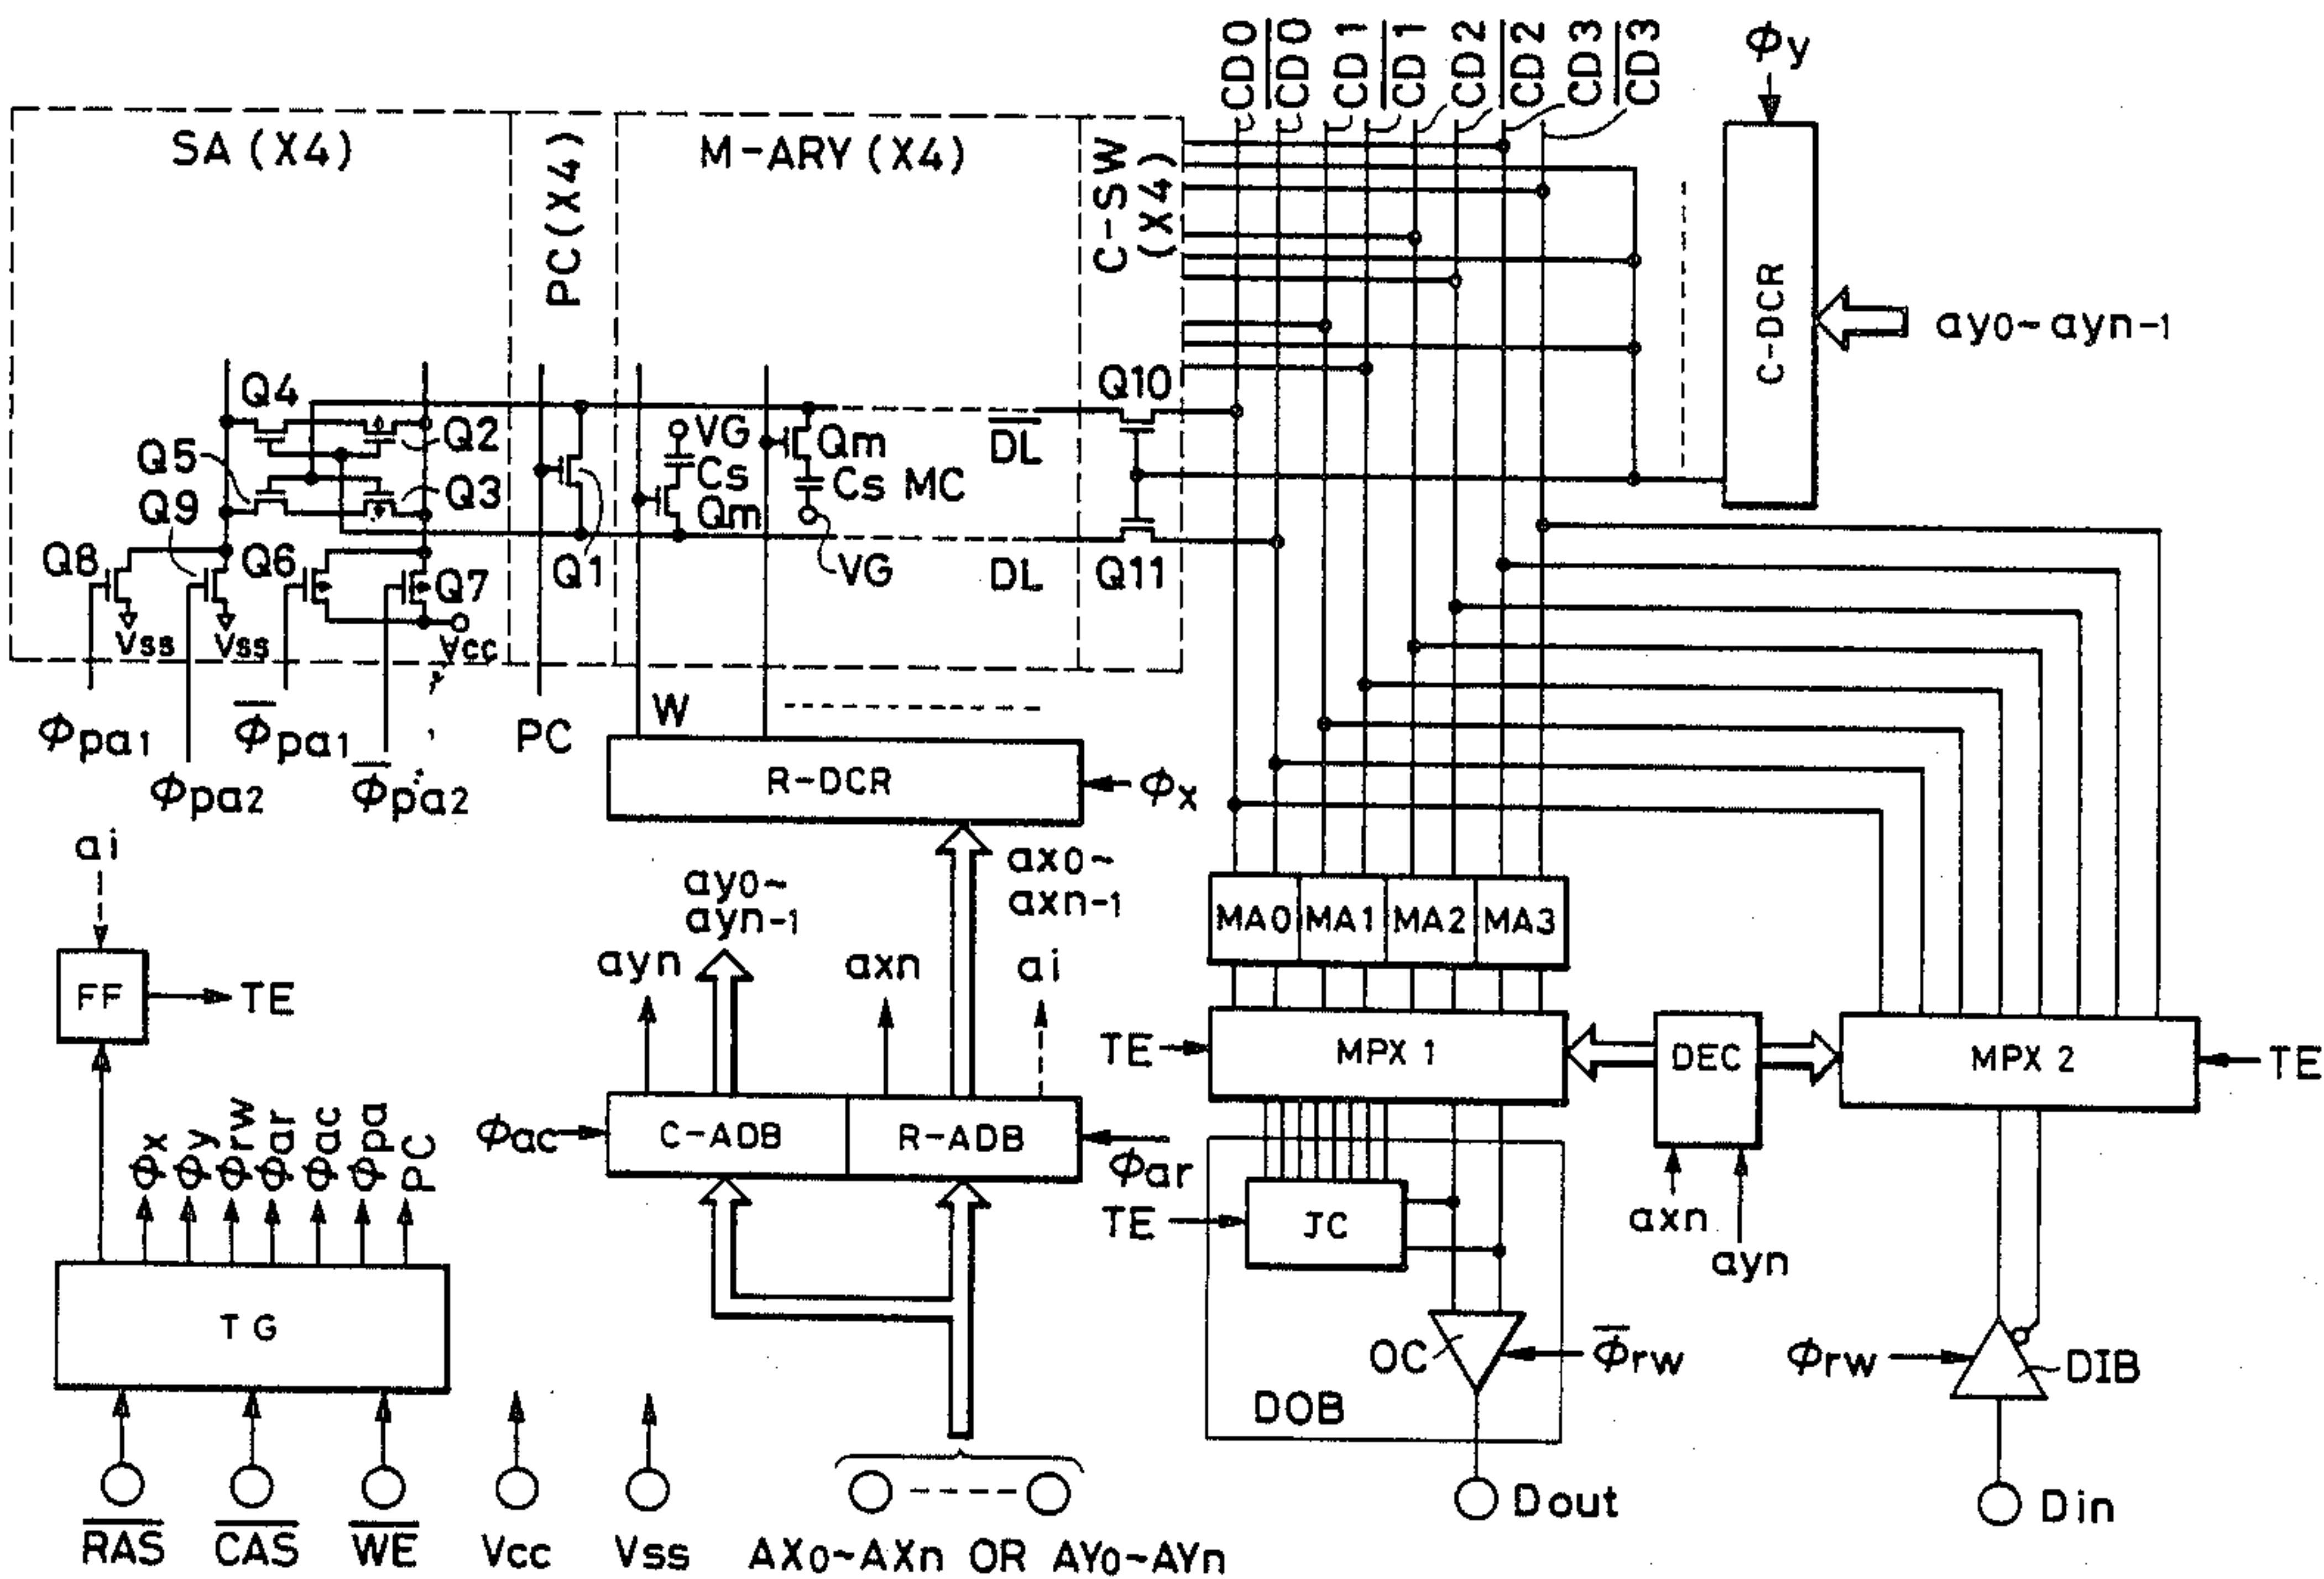 CD0
CD0
CD1
CD1
CD2
CD2
CD3
CD3
ϕy
SA (X4)
PC (X4)
M-ARY (X4)
C-SW (X4)
C-DCR
ay0~ayn-1
Q4
Q2
Q5
Q3
Q9
Q8
Q6
Q7
Vss
Vss
Vcc
Q1
VG
Cs
Qm
Qm
Cs MC
VG
DL
DL
Q10
Q11
ϕpa1
ϕpa2
ϕpa1
ϕpa2
PC
W
R-DCR
ϕx
ai
FF
TE
ay0~
ayn-1
ax0~
axn-1
ayn
axn
ai
MA0
MA1
MA2
MA3
TE
MPX 1
DEC
MPX 2
TE
ϕx
ϕy
ϕrw
ϕar
ϕac
ϕpa
PC
ϕac
C-ADB
R-ADB
ϕar
TE
JC
axn
ayn
TG
OC
ϕrw
DOB
ϕrw
DIB
RAS
CAS
WE
Vcc
Vss
AX0~AXn OR AY0~AYn
Dout
Din